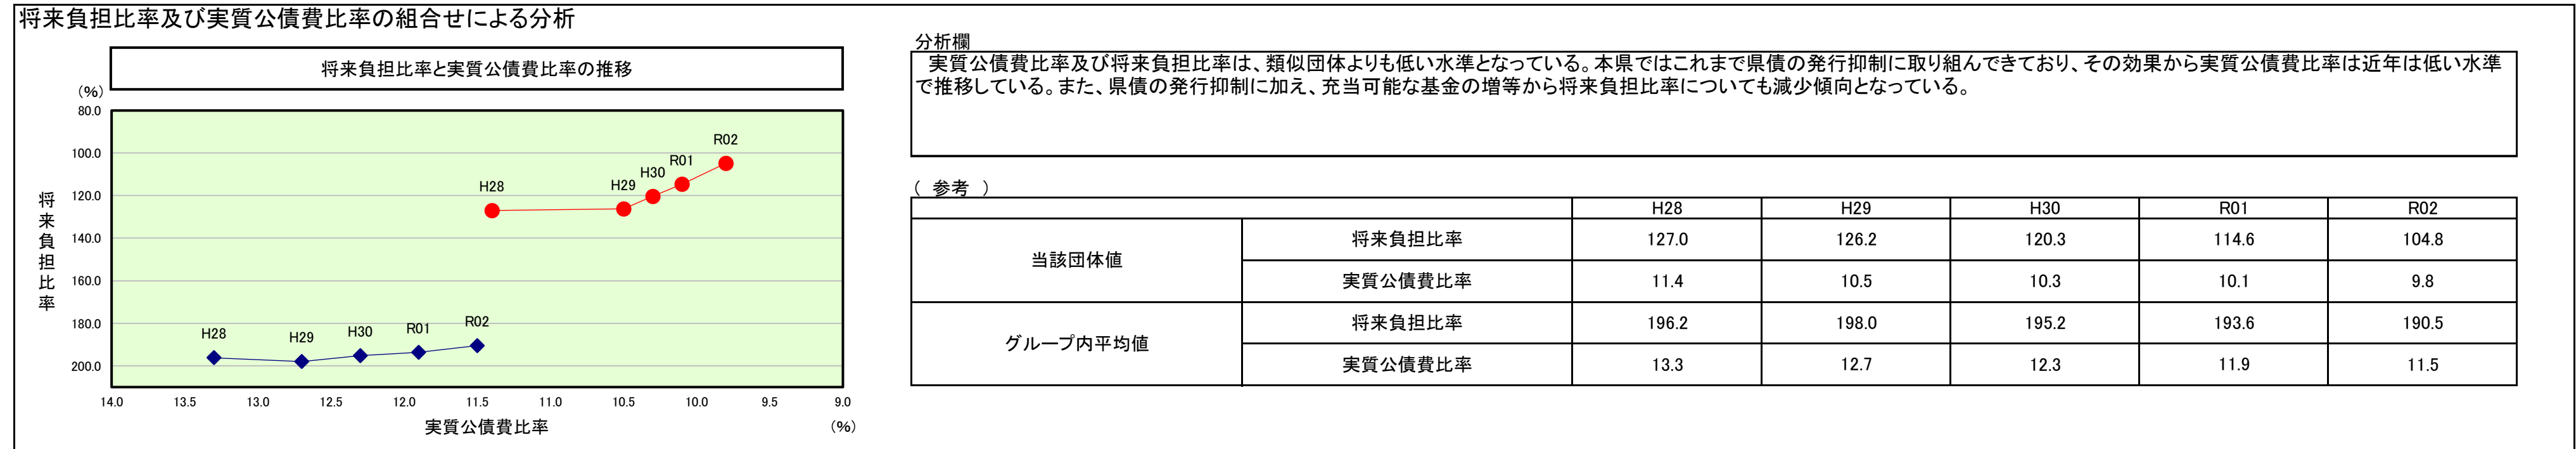 将来負担比率及び実質公債費比率の組合せによる分析
将来負担比率と実質公債費比率の推移
(%)
80.0
100.0
120.0
140.0
160.0
180.0
200.0
将来負担比率
H28
H29
H30
R01
R02
H28
H29
H30
R01
R02
14.0 13.5 13.0 12.5 12.0 11.5 11.0 10.5 10.0 9.5 9.0
実質公債費比率
(%)
分析欄
実質公債費比率及び将来負担比率は、類似団体よりも低い水準となっている。本県ではこれまで県債の発行抑制に取り組んできており、その効果から実質公債費比率は近年は低い水準
で推移している。また、県債の発行抑制に加え、充当可能な基金の増等から将来負担比率についても減少傾向となっている。
( 参考 )
H28 H29 H30 R01 R02
当該団体値
将来負担比率 127.0 126.2 120.3 114.6 104.8
実質公債費比率 11.4 10.5 10.3 10.1 9.8
グループ内平均値
将来負担比率 196.2 198.0 195.2 193.6 190.5
実質公債費比率 13.3 12.7 12.3 11.9 11.5